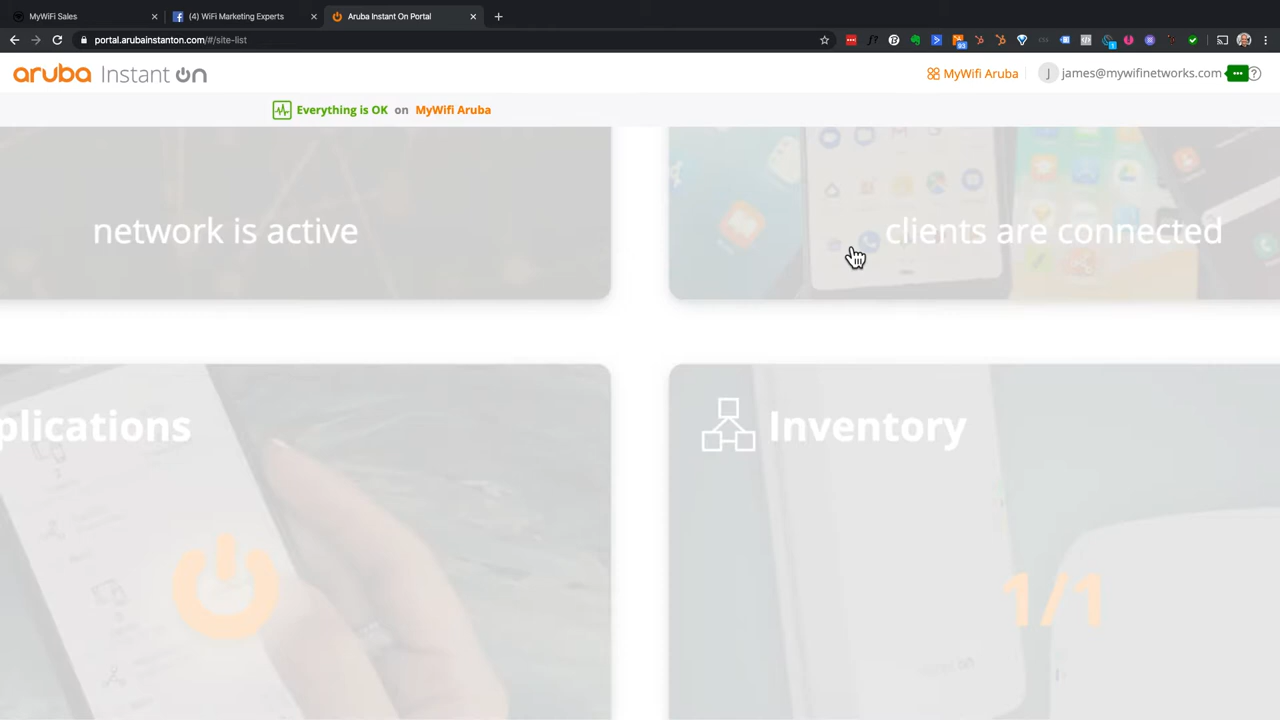 MyWiFi Sales
(4) WiFi Marketing Experts
Aruba Instant On Portal
portal.arubainstanton.com/#/site-list
aruba Instant On
MyWifi Aruba
J james@mywifinetworks.com
Everything is OK on MyWifi Aruba
network is active
clients are connected
plications
Inventory
1/1